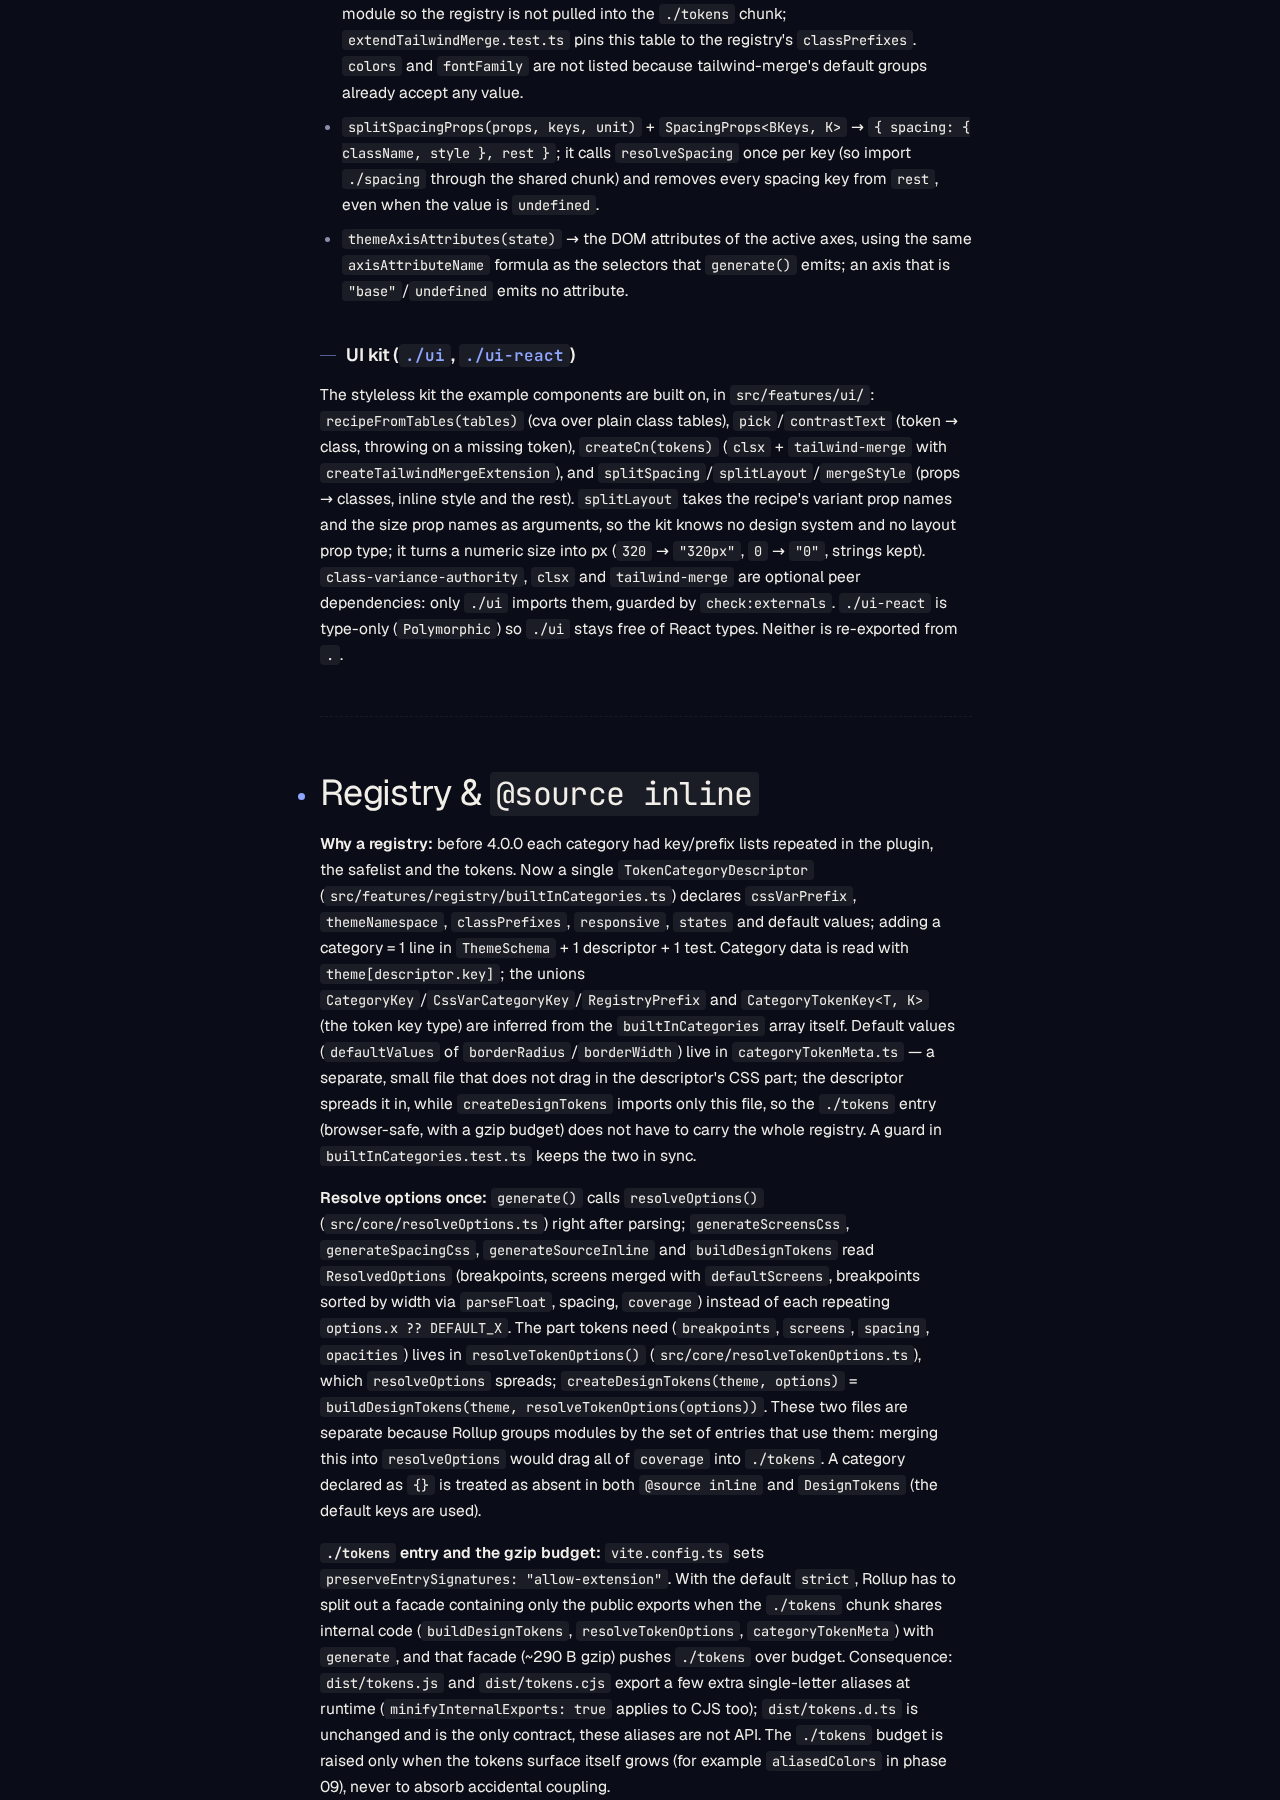 module so the registry is not pulled into the ./tokens chunk;
extendTailwindMerge.test.ts pins this table to the registry's classPrefixes.
colors and fontFamily are not listed because tailwind-merge's default groups
already accept any value.
• splitSpacingProps(props, keys, unit) + SpacingProps<BKeys, K> → { spacing: {
className, style }, rest }; it calls resolveSpacing once per key (so import
./spacing through the shared chunk) and removes every spacing key from rest,
even when the value is undefined.
• themeAxisAttributes(state) → the DOM attributes of the active axes, using the same
axisAttributeName formula as the selectors that generate() emits; an axis that is
"base"/undefined emits no attribute.
— UI kit (./ui, ./ui-react)
The styleless kit the example components are built on, in src/features/ui/:
recipeFromTables(tables) (cva over plain class tables), pick/contrastText (token →
class, throwing on a missing token), createCn(tokens) (clsx + tailwind-merge with
createTailwindMergeExtension), and splitSpacing/splitLayout/mergeStyle (props
→ classes, inline style and the rest). splitLayout takes the recipe's variant prop names
and the size prop names as arguments, so the kit knows no design system and no layout
prop type; it turns a numeric size into px (320 → "320px", 0 → "0", strings kept).
class-variance-authority, clsx and tailwind-merge are optional peer
dependencies: only ./ui imports them, guarded by check:externals. ./ui-react is
type-only (Polymorphic) so ./ui stays free of React types. Neither is re-exported from
..
Registry & @source inline
Why a registry: before 4.0.0 each category had key/prefix lists repeated in the plugin,
the safelist and the tokens. Now a single TokenCategoryDescriptor
(src/features/registry/builtInCategories.ts) declares cssVarPrefix,
themeNamespace, classPrefixes, responsive, states and default values; adding a
category = 1 line in ThemeSchema + 1 descriptor + 1 test. Category data is read with
theme[descriptor.key]; the unions
CategoryKey/CssVarCategoryKey/RegistryPrefix and CategoryTokenKey<T, K>
(the token key type) are inferred from the builtInCategories array itself. Default values
(defaultValues of borderRadius/borderWidth) live in categoryTokenMeta.ts — a
separate, small file that does not drag in the descriptor's CSS part; the descriptor
spreads it in, while createDesignTokens imports only this file, so the ./tokens entry
(browser-safe, with a gzip budget) does not have to carry the whole registry. A guard in
builtInCategories.test.ts keeps the two in sync.
Resolve options once: generate() calls resolveOptions()
(src/core/resolveOptions.ts) right after parsing; generateScreensCss,
generateSpacingCss, generateSourceInline and buildDesignTokens read
ResolvedOptions (breakpoints, screens merged with defaultScreens, breakpoints
sorted by width via parseFloat, spacing, coverage) instead of each repeating
options.x ?? DEFAULT_X. The part tokens need (breakpoints, screens, spacing,
opacities) lives in resolveTokenOptions() (src/core/resolveTokenOptions.ts),
which resolveOptions spreads; createDesignTokens(theme, options) =
buildDesignTokens(theme, resolveTokenOptions(options)). These two files are
separate because Rollup groups modules by the set of entries that use them: merging
this into resolveOptions would drag all of coverage into ./tokens. A category
declared as {} is treated as absent in both @source inline and DesignTokens (the
default keys are used).
./tokens entry and the gzip budget: vite.config.ts sets
preserveEntrySignatures: "allow-extension". With the default strict, Rollup has to
split out a facade containing only the public exports when the ./tokens chunk shares
internal code (buildDesignTokens, resolveTokenOptions, categoryTokenMeta) with
generate, and that facade (~290 B gzip) pushes ./tokens over budget. Consequence:
dist/tokens.js and dist/tokens.cjs export a few extra single-letter aliases at
runtime (minifyInternalExports: true applies to CJS too); dist/tokens.d.ts is
unchanged and is the only contract, these aliases are not API. The ./tokens budget is
raised only when the tokens surface itself grows (for example aliasedColors in phase
09), never to absorb accidental coupling.